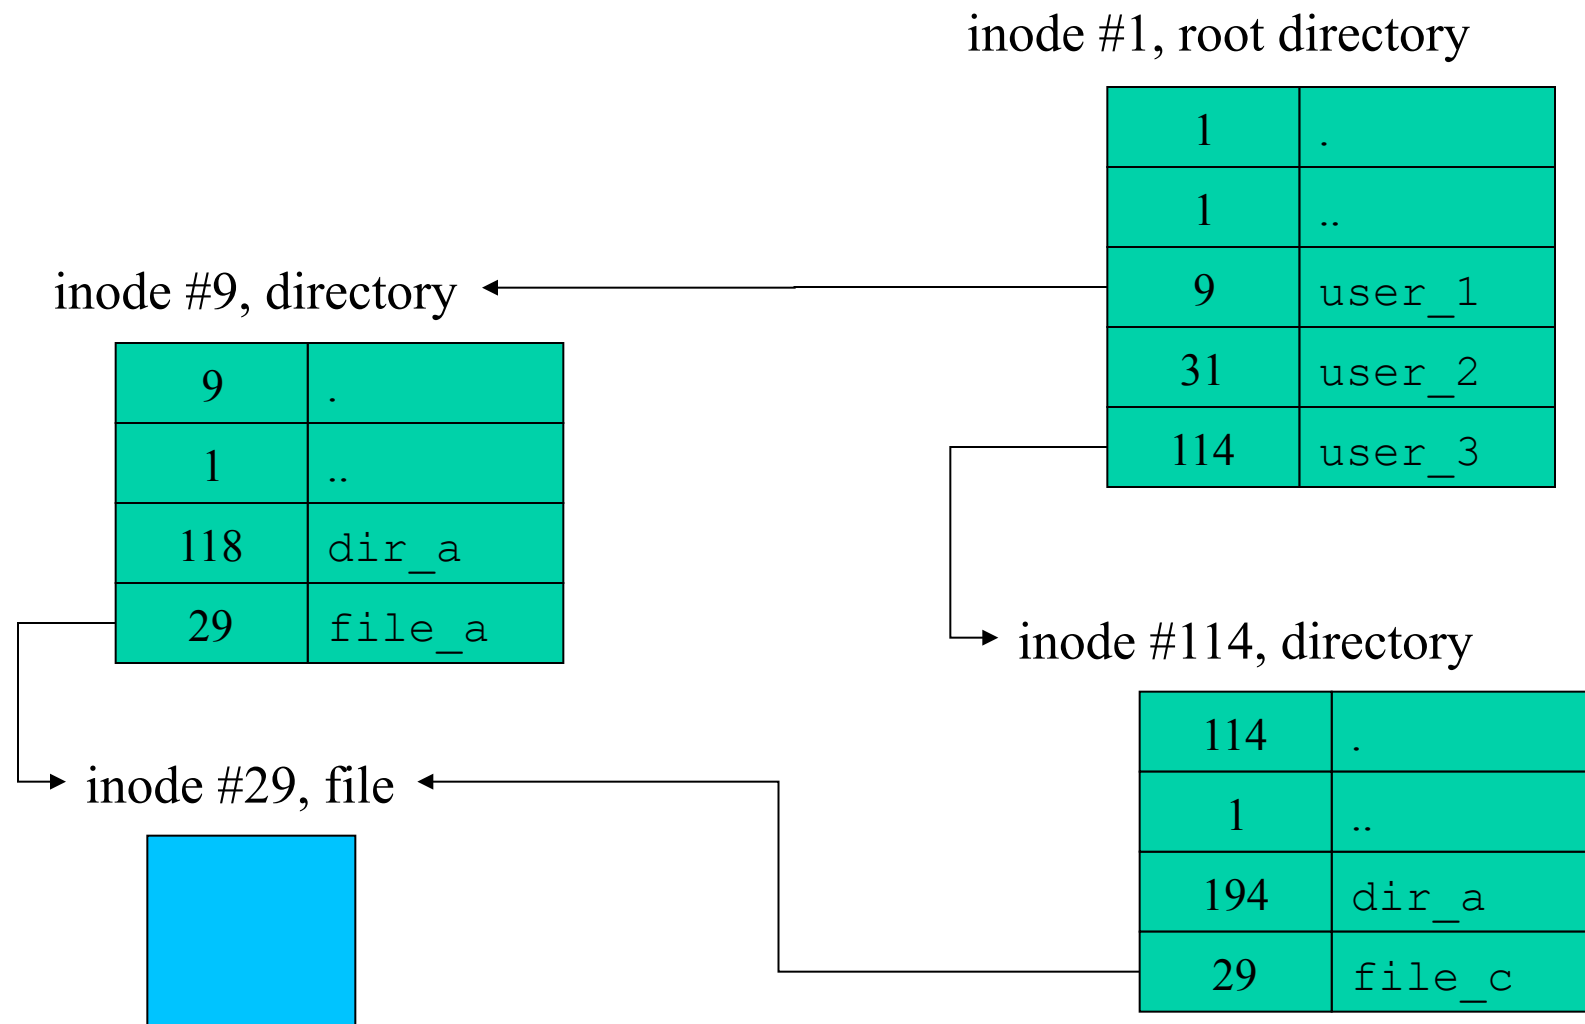 inode #1, root directory
1 .
1 ..
9 user_1
31 user_2
114 user_3
inode #9, directory
9 .
1 ..
118 dir_a
29 file_a
inode #29, file
inode #114, directory
114 .
1 ..
194 dir_a
29 file_c